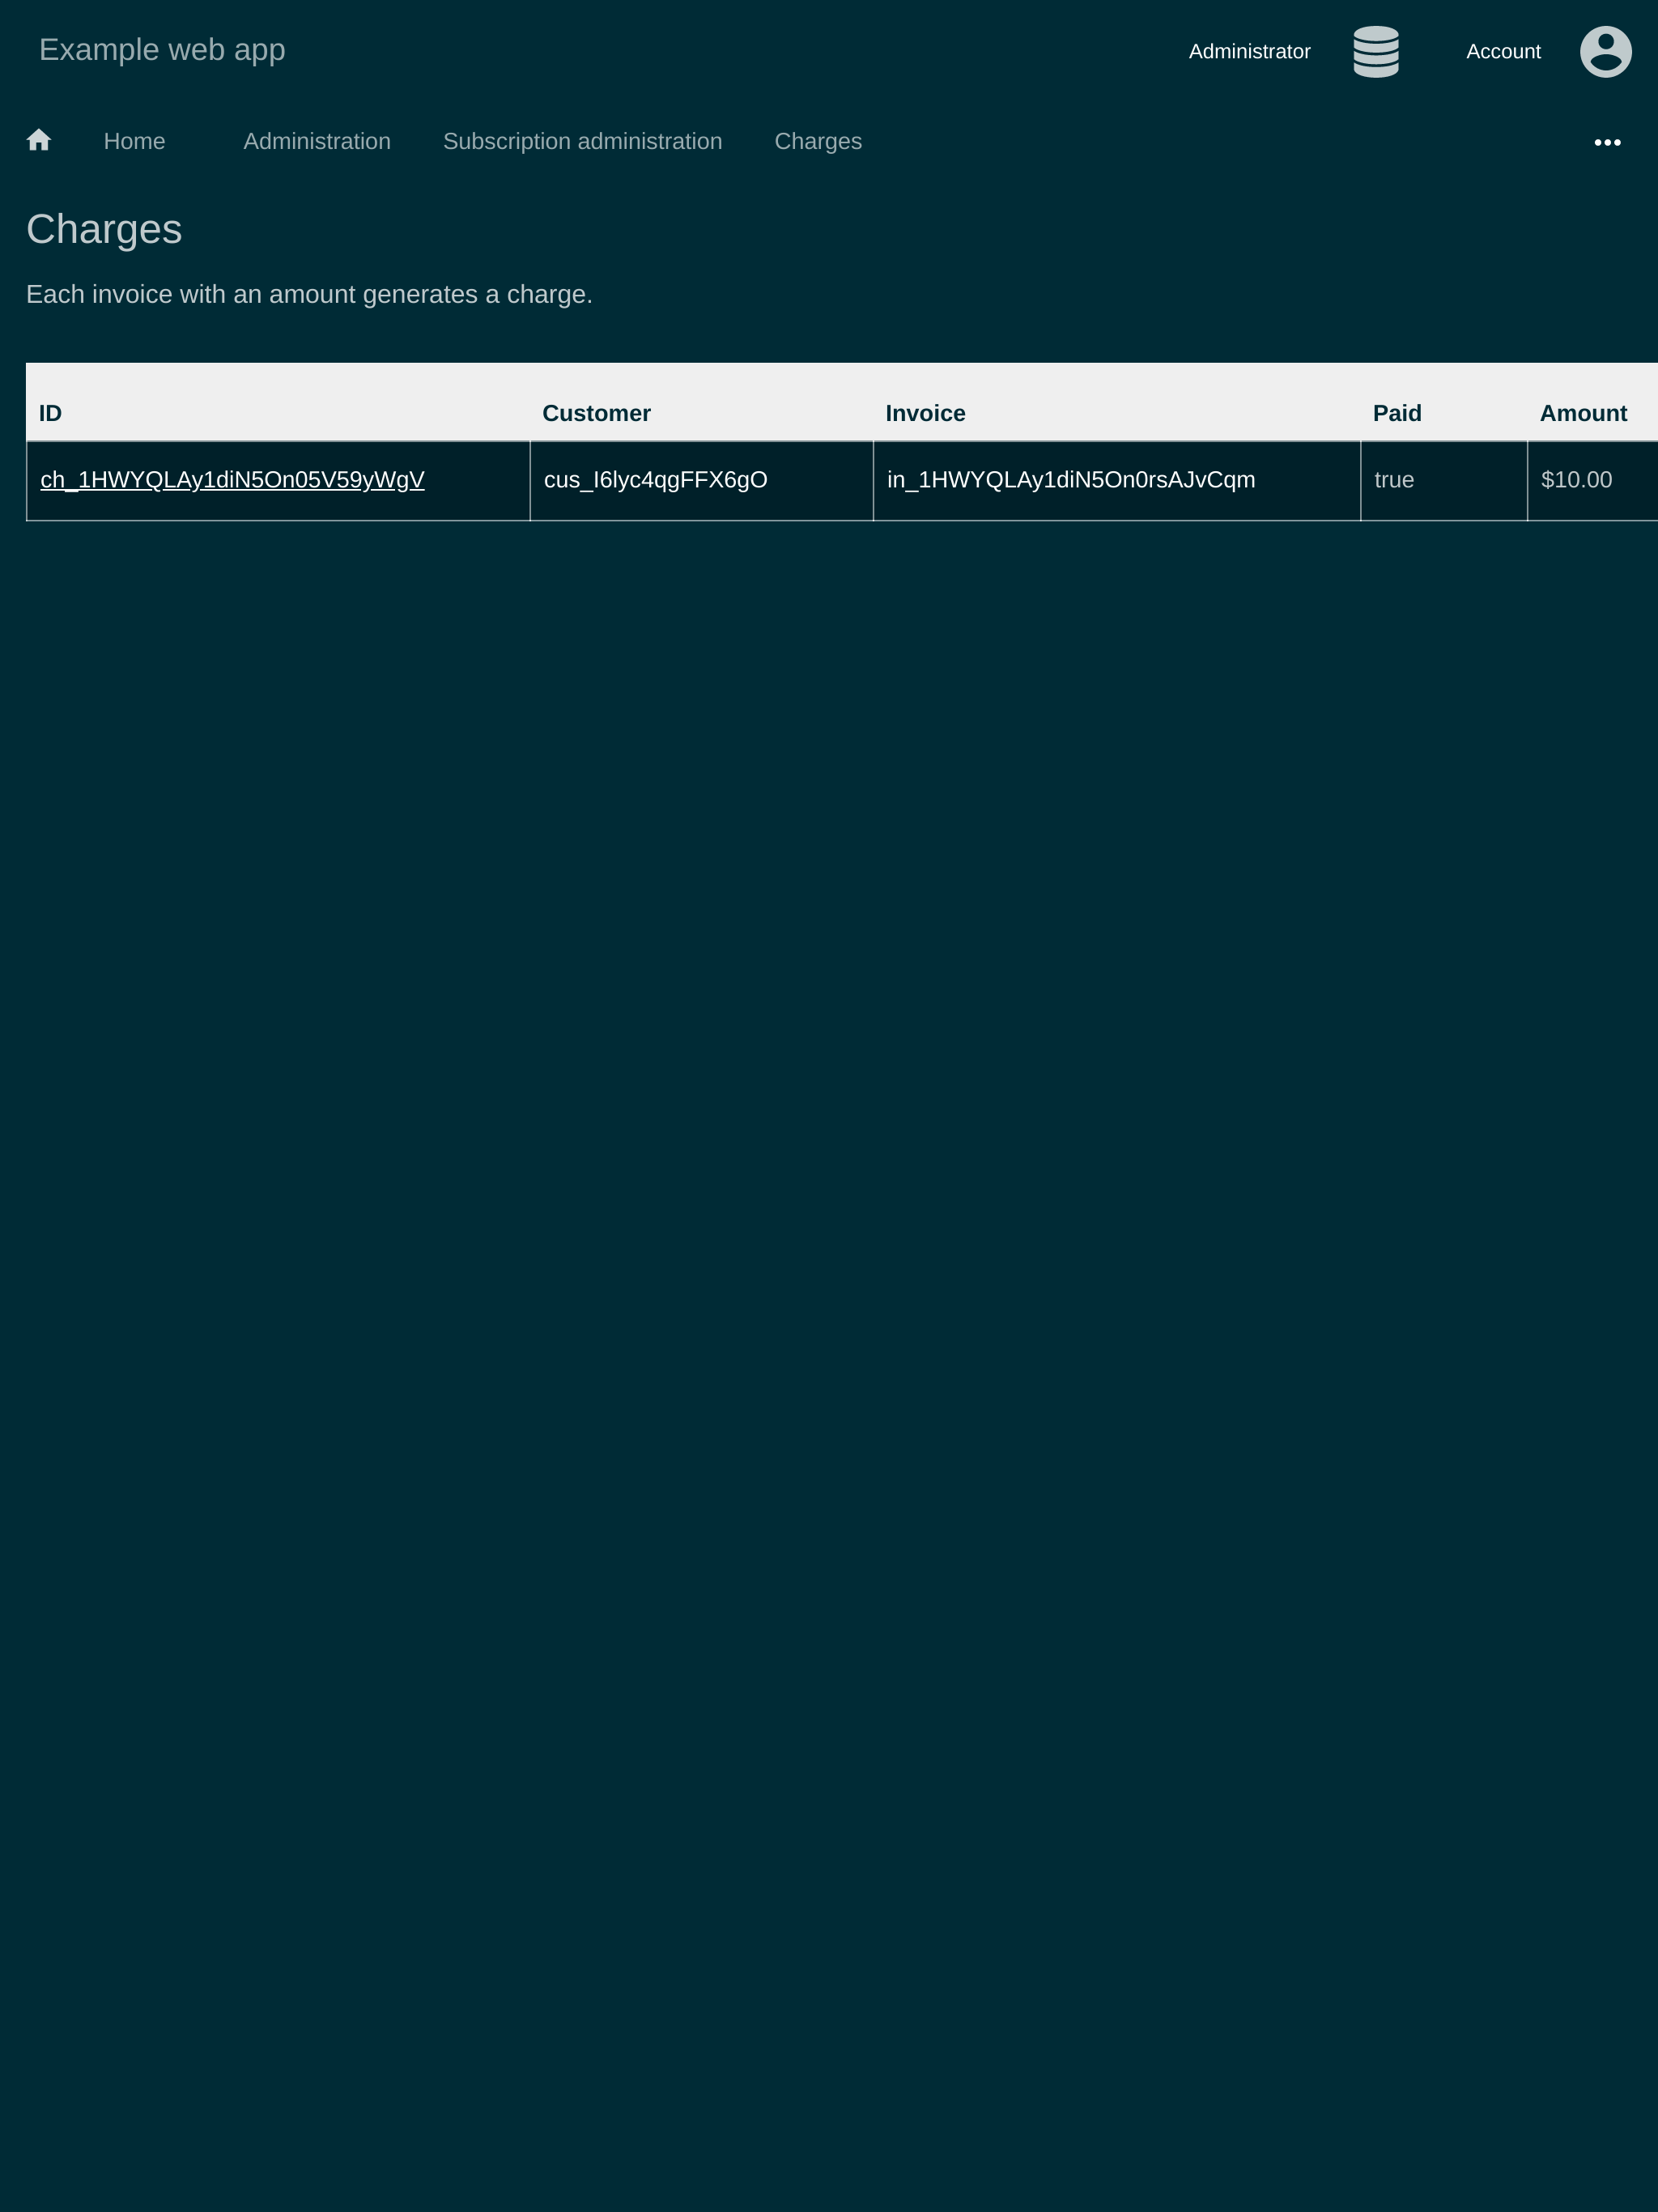 Example web app
Administrator Account
Home Administration Subscription administration Charges
Charges
Each invoice with an amount generates a charge.
ID Customer Invoice Paid Amount
ch_1HWYQLAy1diN5On05V59yWgV cus_I6lyc4qgFFX6gO in_1HWYQLAy1diN5On0rsAJvCqm true $10.00